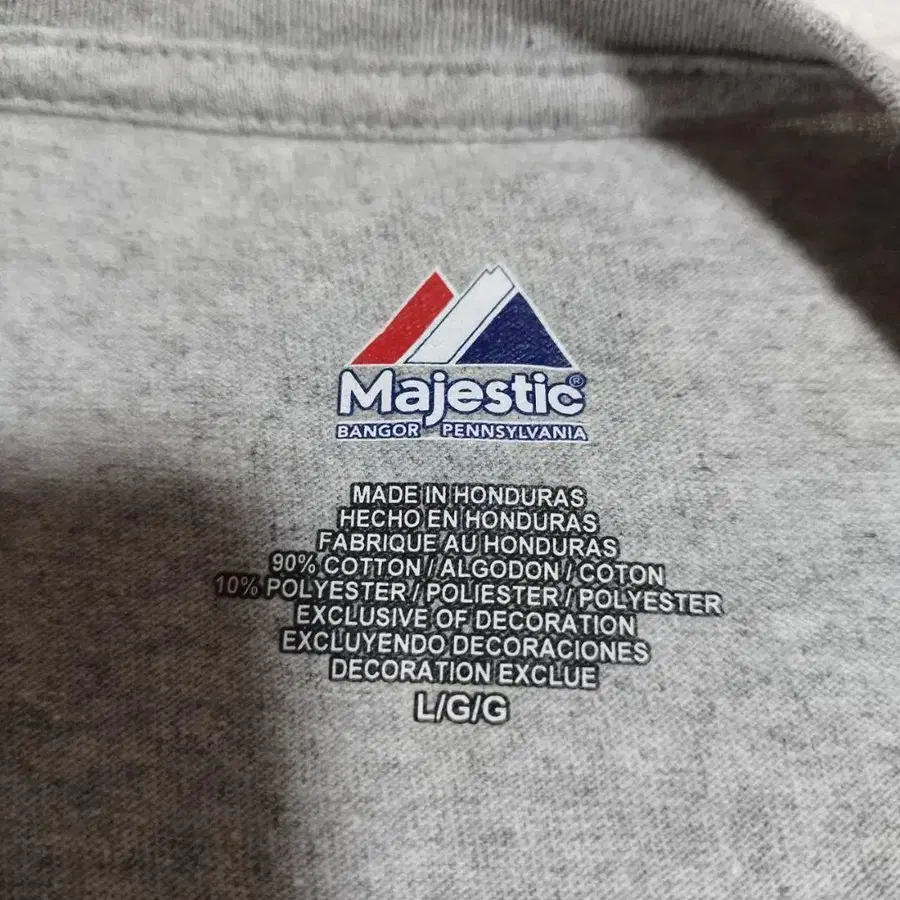 Majestic®
BANGOR PENNSYLVANIA
MADE IN HONDURAS
HECHO EN HONDURAS
FABRIQUE AU HONDURAS
90% COTTON / ALGODON / COTON
10% POLYESTER / POLIESTER / POLYESTER
EXCLUSIVE OF DECORATION
EXCLUYENDO DECORACIONES
DECORATION EXCLUE
L/G/G